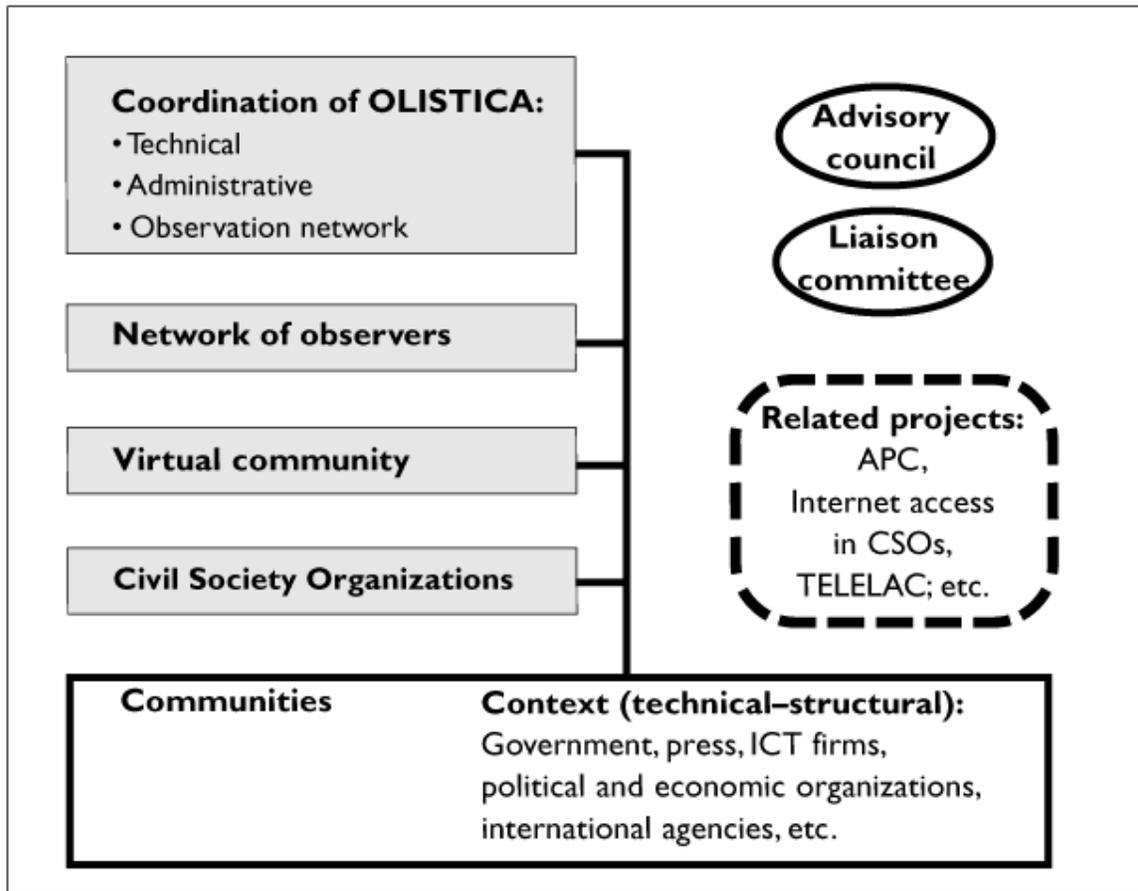 Coordination of OLISTICA:
• Technical
• Administrative
• Observation network
Network of observers
Virtual community
Civil Society Organizations
Advisory
council
Liaison
committee
Related projects:
APC,
Internet access
in CSOs,
TELELAC; etc.
Communities
Context (technical–structural):
Government, press, ICT firms,
political and economic organizations,
international agencies, etc.